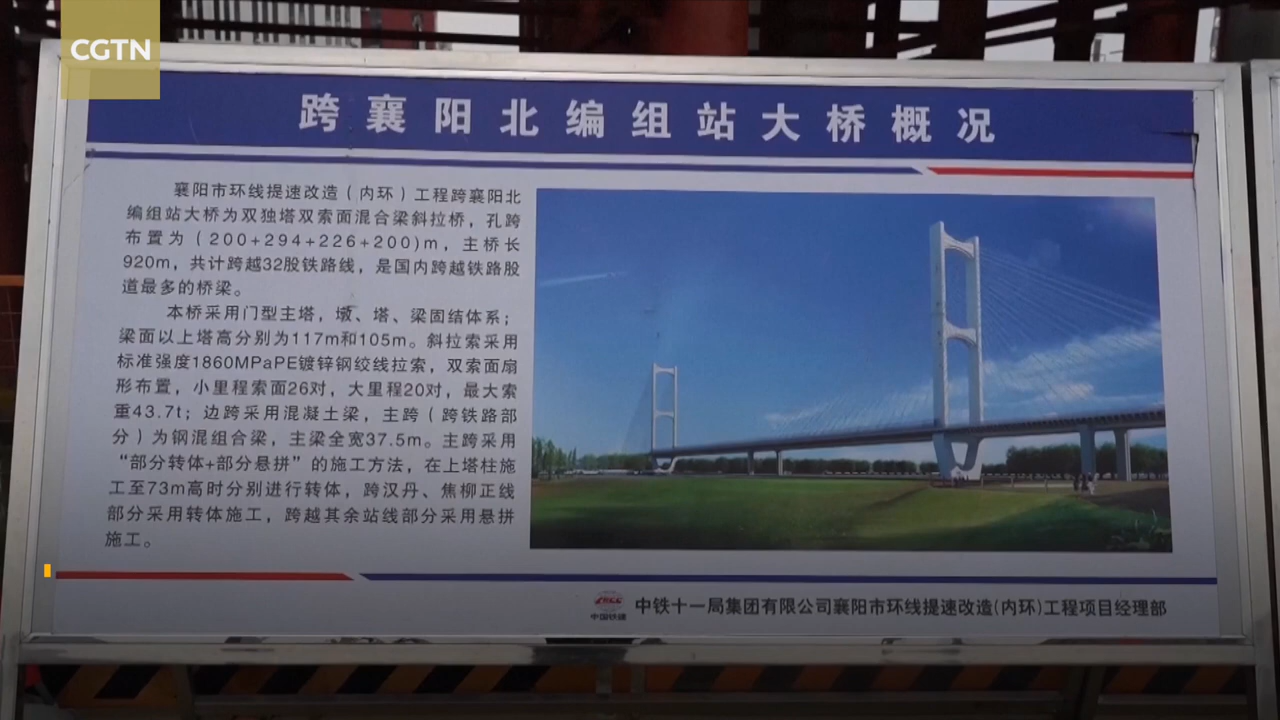 CGTN
跨襄阳北编组站大桥概况
襄阳市环线提速改造(内环)工程跨襄阳北
编组站大桥为双独塔双索面混合梁斜拉桥，孔跨
布置为(200+294+226+200)m，主桥长
920m，共计跨越32股铁路线，是国内跨越铁路股
道最多的桥梁。
本桥采用门型主塔，墩、塔、梁固结体系；
梁面以上塔高分别为117m和105m。斜拉索采用
标准强度1860MPaPE镀锌钢绞线拉索，双索面扇
形布置，小里程索面26对，大里程20对，最大索
重43.7t；边跨采用混凝土梁，主跨(跨铁路部
分)为钢混组合梁，主梁全宽37.5m。主跨采用
“部分转体+部分悬拼”的施工方法，在上塔柱施
工至73m高时分别进行转体，跨汉丹、焦柳正线
部分采用转体施工，跨越其余站线部分采用悬拼
施工。
中国铁建
中铁十一局集团有限公司襄阳市环线提速改造(内环)工程项目经理部